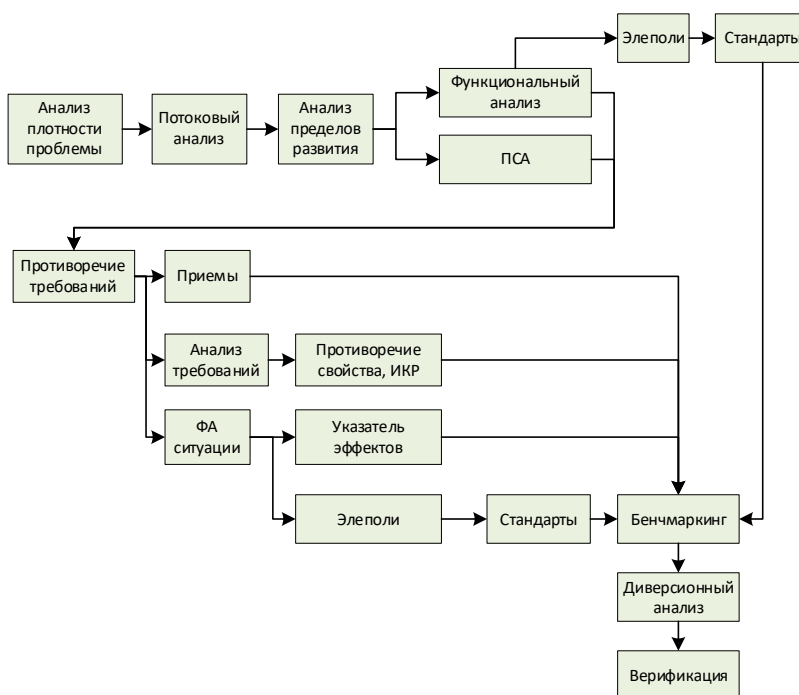 Элеполи
Стандарты
Функциональный
анализ
Анализ
плотности
проблемы
Потоковый
анализ
Анализ
пределов
развития
ПСА
Противоречие
требований
Приемы
Анализ
требований
Противоречие
свойства, ИКР
ФА
ситуации
Указатель
эффектов
Элеполи
Стандарты
Бенчмаркинг
Диверсионный
анализ
Верификация